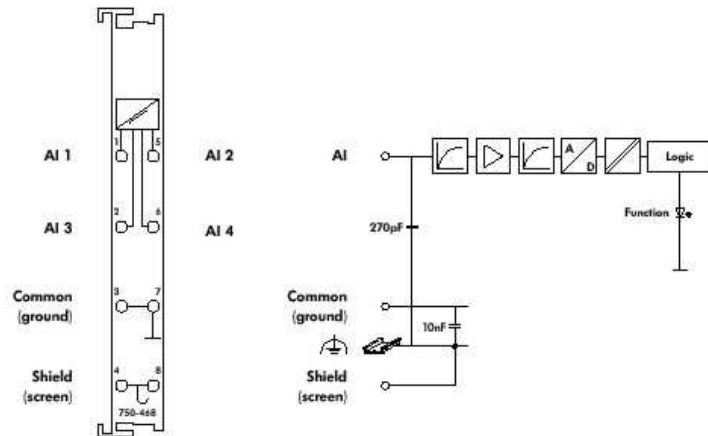 1 5
AI 1
AI 2
2 6
AI 3
AI 4
3 7
Common
(ground)
4 8
Shield
(screen)
750-468
AI
A
D
Logic
Function
270pF
Common
(ground)
10nF
Shield
(screen)